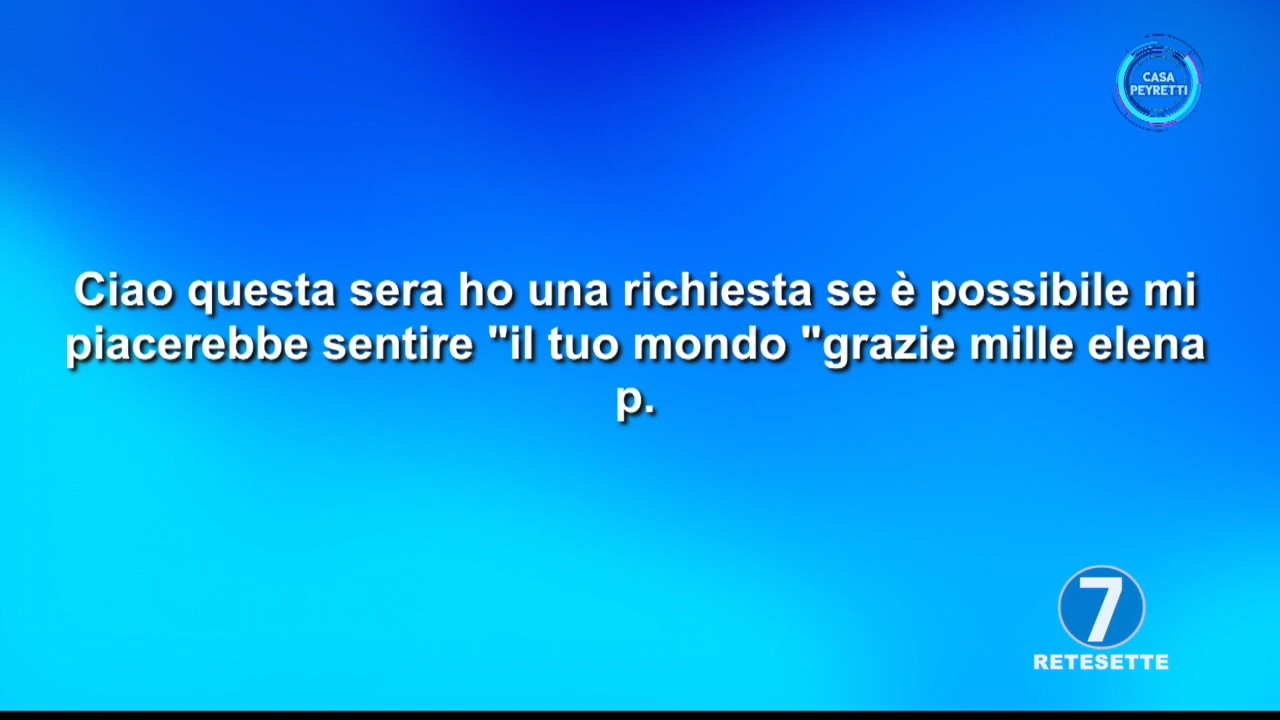 CASA
PEYRETTI
Ciao questa sera ho una richiesta se è possibile mi
piacerebbe sentire "il tuo mondo "grazie mille elena
p.
7
RETESETTE